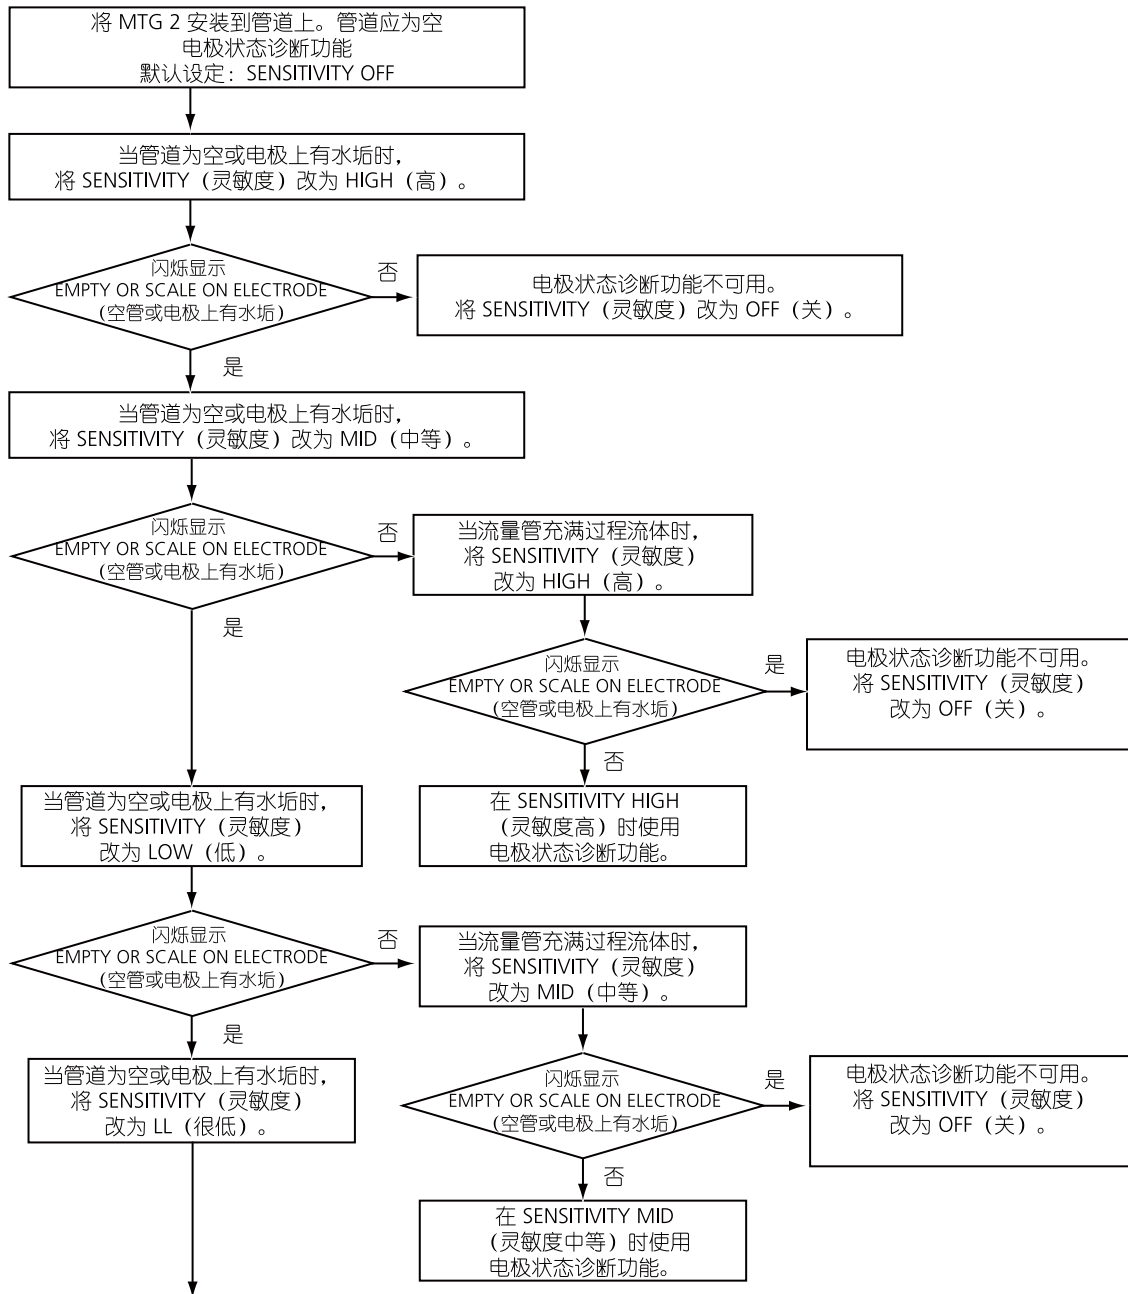 将 MTG 2 安装到管道上。管道应为空
电极状态诊断功能
默认设定：SENSITIVITY OFF
当管道为空或电极上有水垢时，
将 SENSITIVITY（灵敏度）改为 HIGH（高）。
闪烁显示
EMPTY OR SCALE ON ELECTRODE
（空管或电极上有水垢）
否
电极状态诊断功能不可用。
将 SENSITIVITY（灵敏度）改为 OFF（关）。
是
当管道为空或电极上有水垢时，
将 SENSITIVITY（灵敏度）改为 MID（中等）。
闪烁显示
EMPTY OR SCALE ON ELECTRODE
（空管或电极上有水垢）
否
当流量管充满过程流体时，
将 SENSITIVITY（灵敏度）
改为 HIGH（高）。
是
闪烁显示
EMPTY OR SCALE ON ELECTRODE
（空管或电极上有水垢）
是
电极状态诊断功能不可用。
将 SENSITIVITY（灵敏度）
改为 OFF（关）。
否
在 SENSITIVITY HIGH
（灵敏度高）时使用
电极状态诊断功能。
当管道为空或电极上有水垢时，
将 SENSITIVITY（灵敏度）
改为 LOW（低）。
闪烁显示
EMPTY OR SCALE ON ELECTRODE
（空管或电极上有水垢）
否
当流量管充满过程流体时，
将 SENSITIVITY（灵敏度）
改为 MID（中等）。
是
当管道为空或电极上有水垢时，
将 SENSITIVITY（灵敏度）
改为 LL（很低）。
闪烁显示
EMPTY OR SCALE ON ELECTRODE
（空管或电极上有水垢）
是
电极状态诊断功能不可用。
将 SENSITIVITY（灵敏度）
改为 OFF（关）。
否
在 SENSITIVITY MID
（灵敏度中等）时使用
电极状态诊断功能。